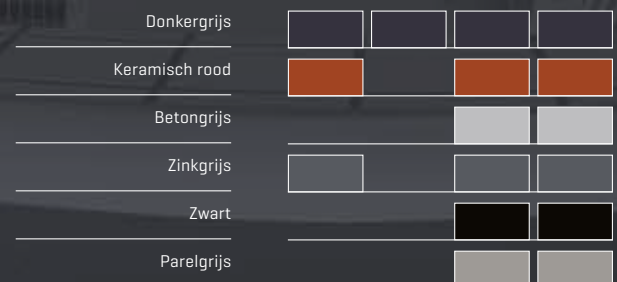 Donkergrijs
Keramisch rood
Betongrijs
Zinkgrijs
Zwart
Parelgrijs